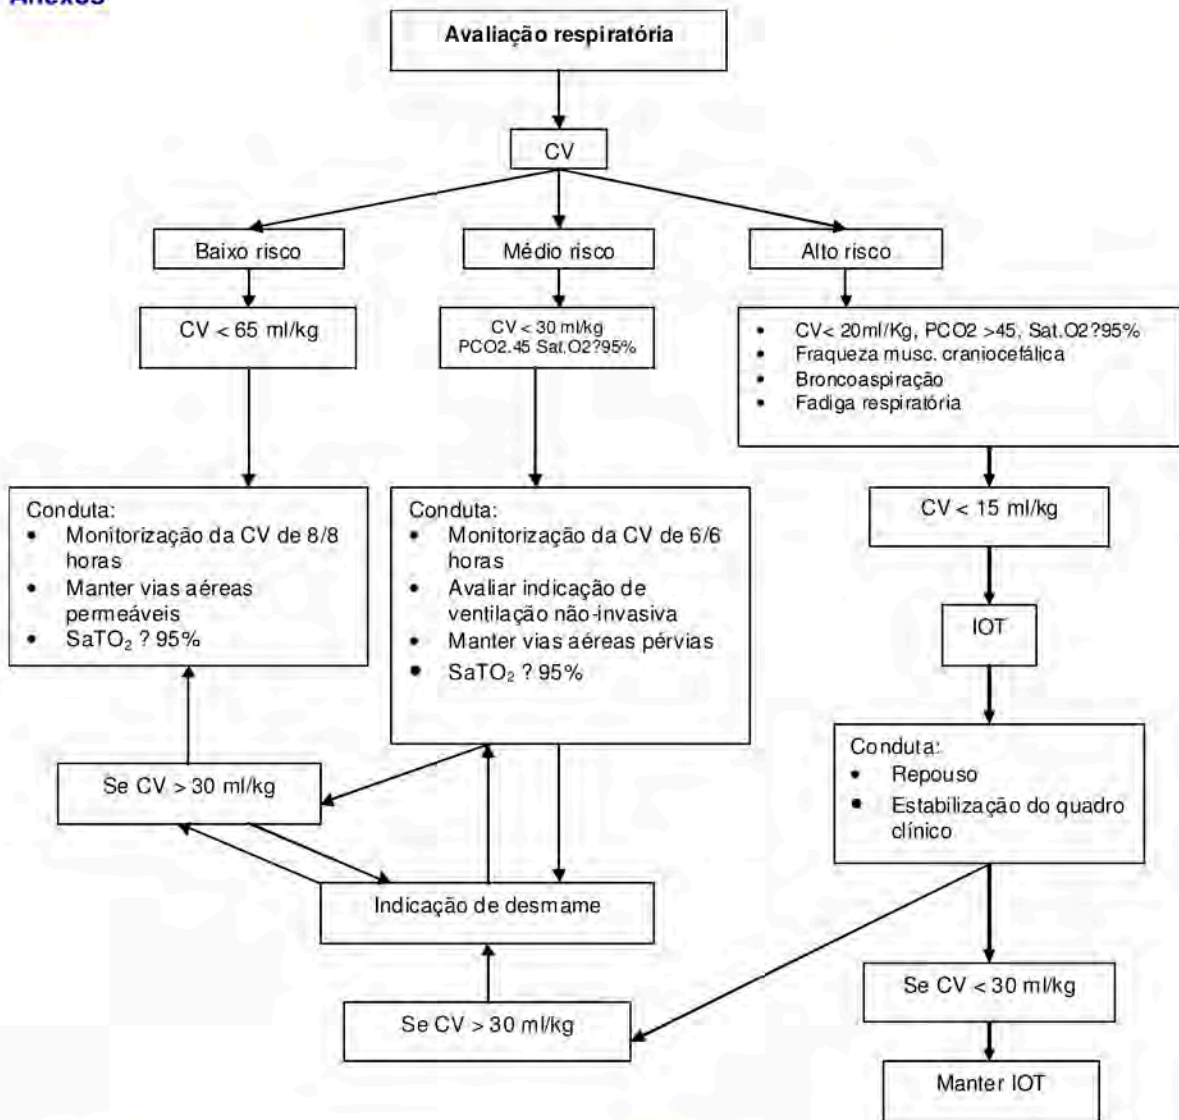 Anexos
Avaliação respiratória
CV
Baixo risco
Médio risco
Alto risco
CV < 65 ml/kg
CV < 30 ml/kg
PCO2.45 Sat.O2?95%
• CV< 20ml/Kg, PCO2 >45, Sat.O2?95%
• Fraqueza musc. craniocefálica
• Broncoaspiração
• Fadiga respiratória
Conduta:
• Monitorização da CV de 8/8
horas
• Manter vias aéreas
permeáveis
• SaTO₂ ? 95%
Conduta:
• Monitorização da CV de 6/6
horas
• Avaliar indicação de
ventilação não-invasiva
• Manter vias aéreas pérvias
• SaTO₂ ? 95%
CV < 15 ml/kg
IOT
Conduta:
• Repouso
• Estabilização do quadro
clínico
Se CV > 30 ml/kg
Indicação de desmame
Se CV > 30 ml/kg
Se CV < 30 ml/kg
Manter IOT